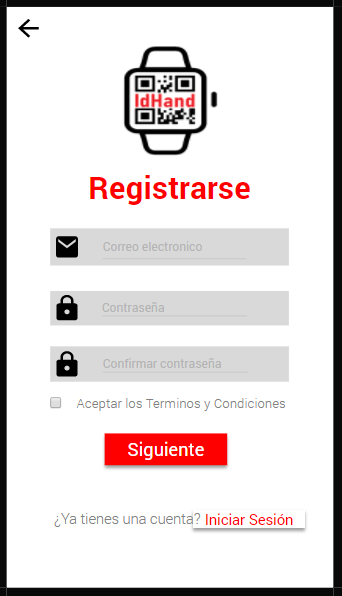 IdHand
Registrarse
Correo electronico
Contraseña
Confirmar contraseña
Aceptar los Terminos y Condiciones
Siguiente
¿Ya tienes una cuenta? Iniciar Sesión